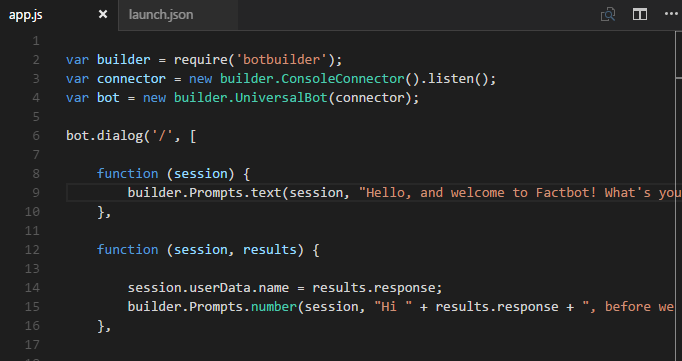 app.js launch.json
1
2 var builder = require('botbuilder');
3 var connector = new builder.ConsoleConnector().listen();
4 var bot = new builder.UniversalBot(connector);
5
6 bot.dialog('/', [
7
8 function (session) {
9 builder.Prompts.text(session, "Hello, and welcome to Factbot! What's you
10 },
11
12 function (session, results) {
13
14 session.userData.name = results.response;
15 builder.Prompts.number(session, "Hi " + results.response + ", before we
16 },
17